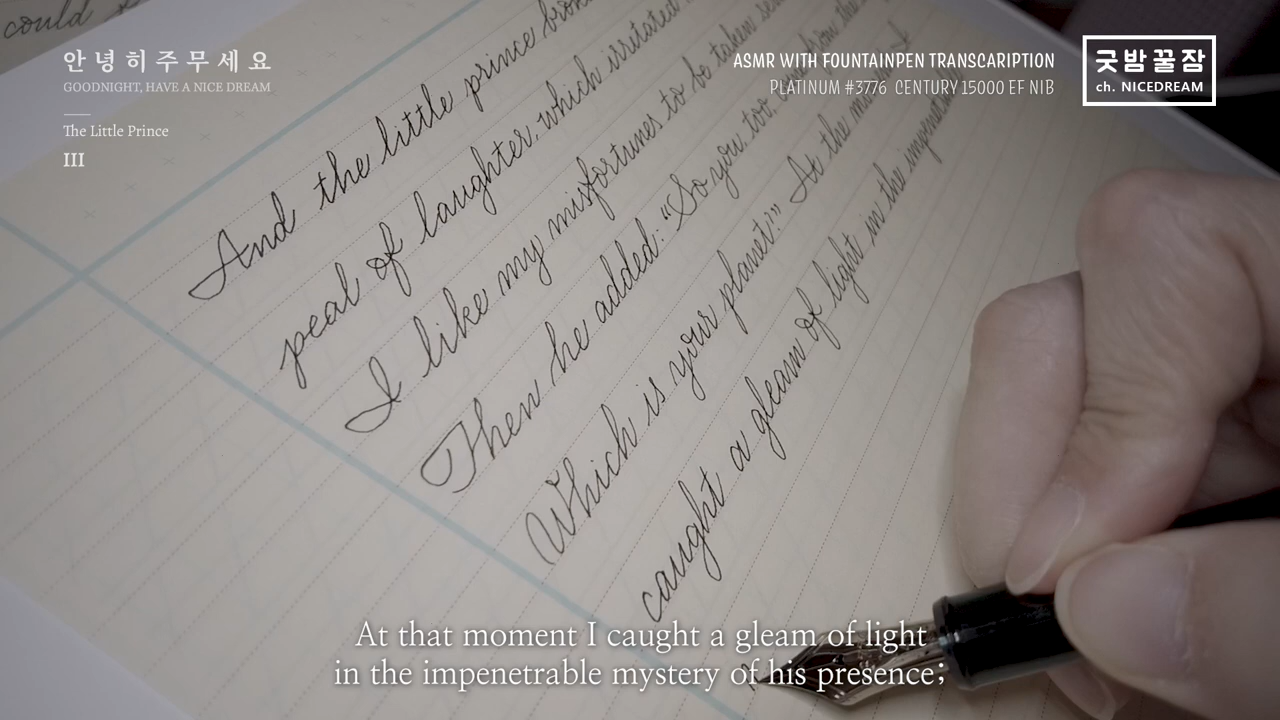 could
안녕히주무세요
GOODNIGHT, HAVE A NICE DREAM
The Little Prince
III
ASMR WITH FOUNTAINPEN TRANSCARIPTION
PLATINUM #3776 CENTURY 15000 EF NIB
굿밤꿀잠
ch. NICEDREAM
And the little prince
peal of laughter, which irritated
I like my misfortunes to be taken
Then he added: "So you, too, come from the
Which is your planet?" At that moment
caught a gleam of light in the
At that moment I caught a gleam of light
in the impenetrable mystery of his presence;